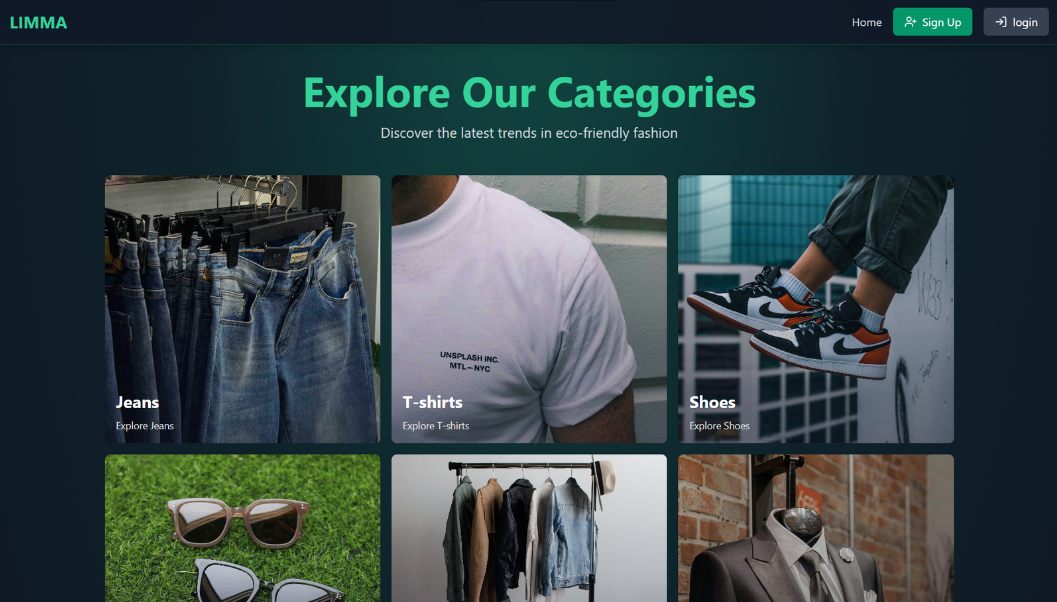 LIMMA
Home
Sign Up
login
Explore Our Categories
Discover the latest trends in eco-friendly fashion
UNSPLASH INC.
MTL—NYC
Jeans
Explore Jeans
T-shirts
Explore T-shirts
Shoes
Explore Shoes